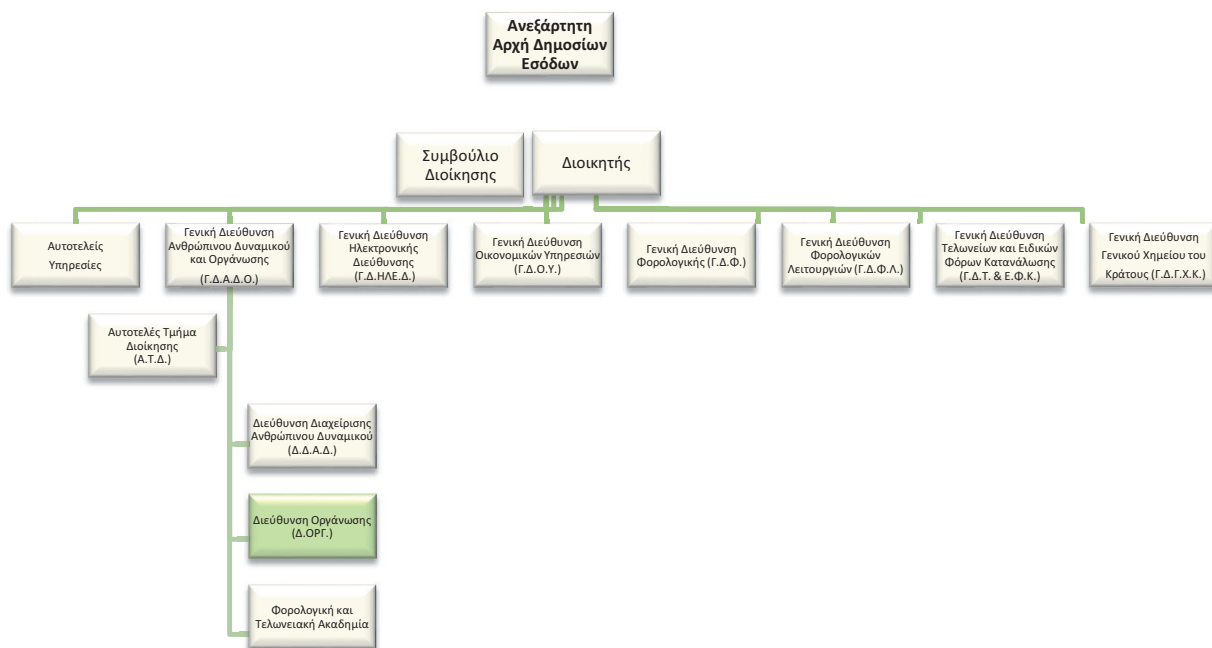 Ανεξάρτητη
Αρχή Δημοσίων
Εσόδων
Συμβούλιο
Διοίκησης
Διοικητής
Αυτοτελείς
Υπηρεσίες
Γενική Διεύθυνση
Ανθρώπινου Δυναμικού
και Οργάνωσης
(Γ.Δ.Α.Δ.Ο.)
Γενική Διεύθυνση
Ηλεκτρονικής
Διεύθυνσης
(Γ.Δ.ΗΛΕ.Δ.)
Γενική Διεύθυνση
Οικονομικών Υπηρεσιών
(Γ.Δ.Ο.Υ.)
Γενική Διεύθυνση
Φορολογικής (Γ.Δ.Φ.)
Γενική Διεύθυνση
Φορολογικών
Λειτουργιών (Γ.Δ.Φ.Λ.)
Γενική Διεύθυνση
Τελωνείων και Ειδικών
Φόρων Κατανάλωσης
(Γ.Δ.Τ. & Ε.Φ.Κ.)
Γενική Διεύθυνση
Γενικού Χημείου του
Κράτους (Γ.Δ.Γ.Χ.Κ.)
Αυτοτελές Τμήμα
Διοίκησης
(Α.Τ.Δ.)
Διεύθυνση Διαχείρισης
Ανθρώπινου Δυναμικού
(Δ.Δ.Α.Δ.)
Διεύθυνση Οργάνωσης
(Δ.ΟΡΓ.)
Φορολογική και
Τελωνειακή Ακαδημία